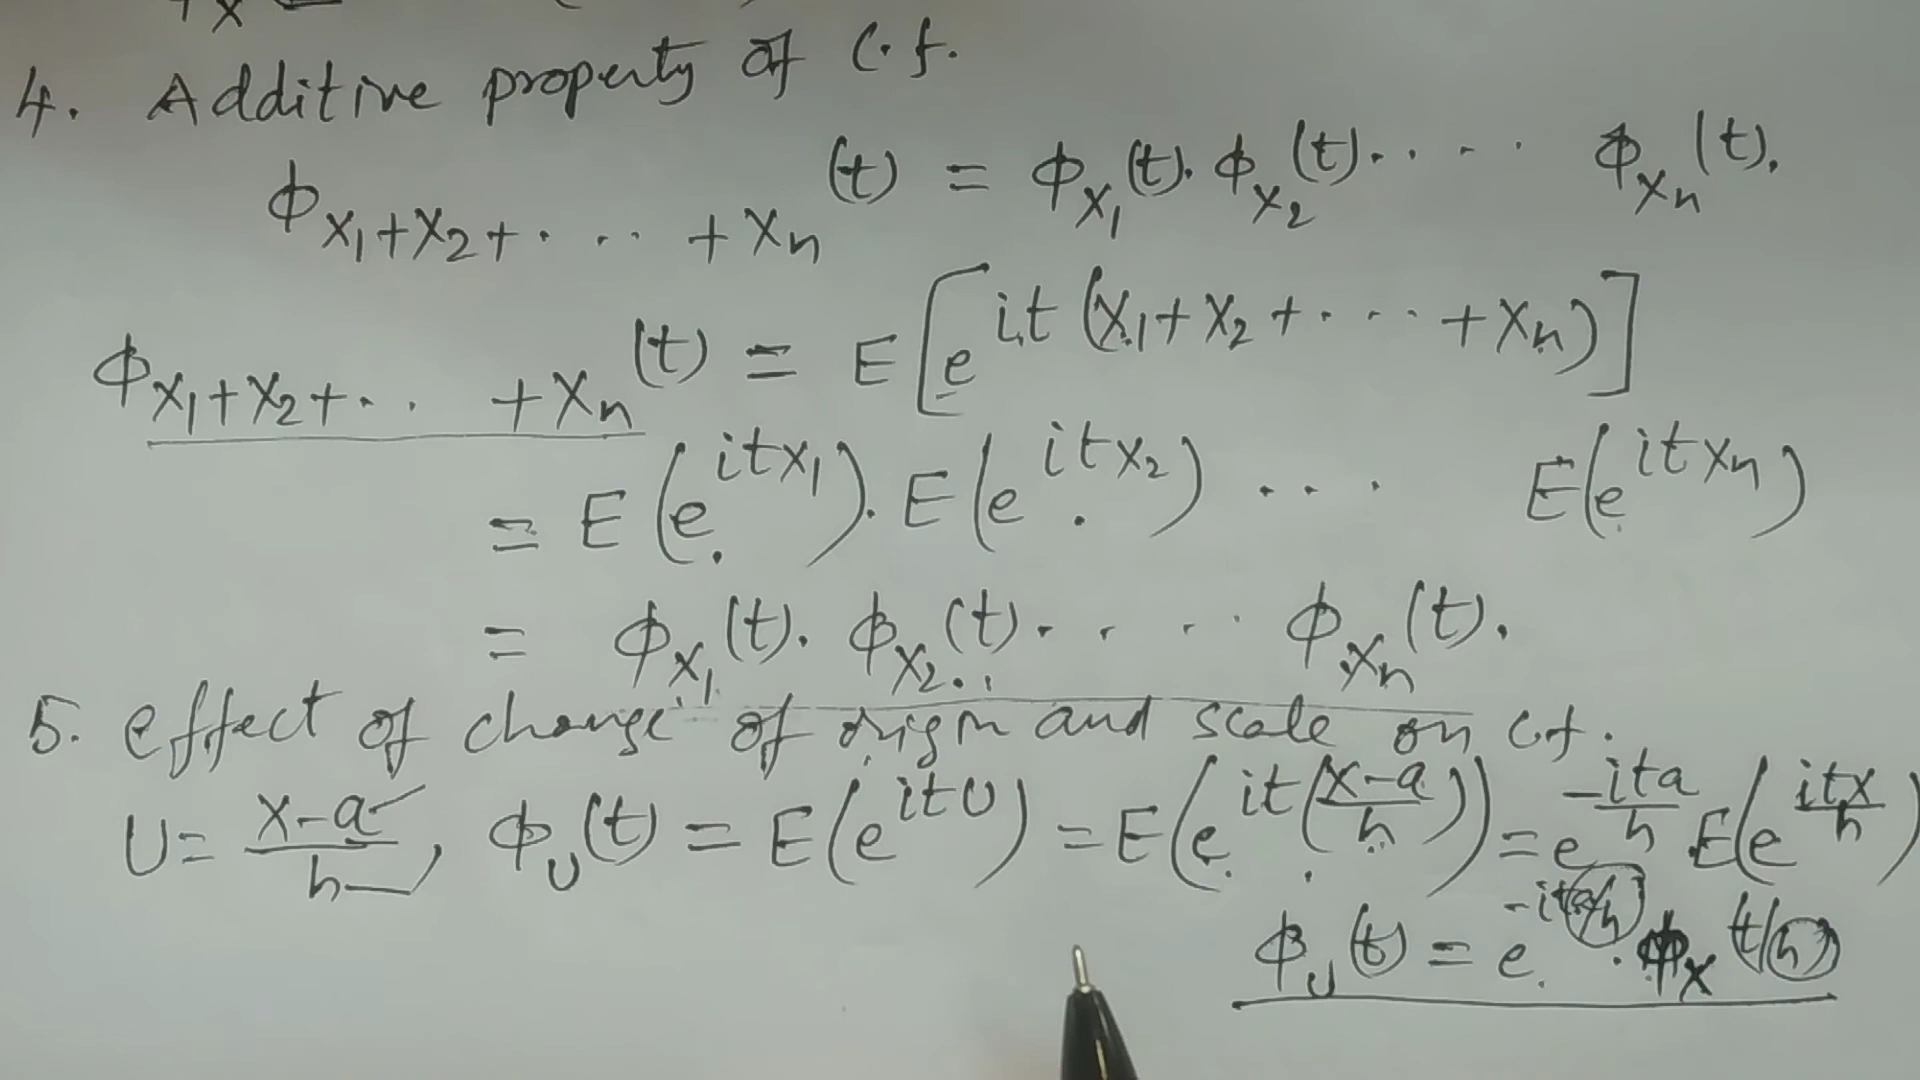 4. Additive property of C.f.
ϕ_{X₁+X₂+....+Xₙ}(t) = ϕ_{X₁}(t). ϕ_{X₂}(t)..... ϕ_{Xₙ}(t).
ϕ_{X₁+X₂+... +Xₙ}(t) = E[e^{it(X₁+X₂+....+Xₙ)}]
= E(e^{itX₁}). E(e^{itX₂}) ... E(e^{itXₙ})
= ϕ_{X₁}(t). ϕ_{X₂}(t)..... ϕ_{Xₙ}(t).
5. effect of change of origin and scale on Cf.
U = (X-a)/h, ϕ_U(t) = E(e^{itU}) = E(e^{it((X-a)/h)}) = e^{-ita/h} E(e^{itX/h})
ϕ_U(t) = e^{-ita/h} . ϕ_X(t/h)